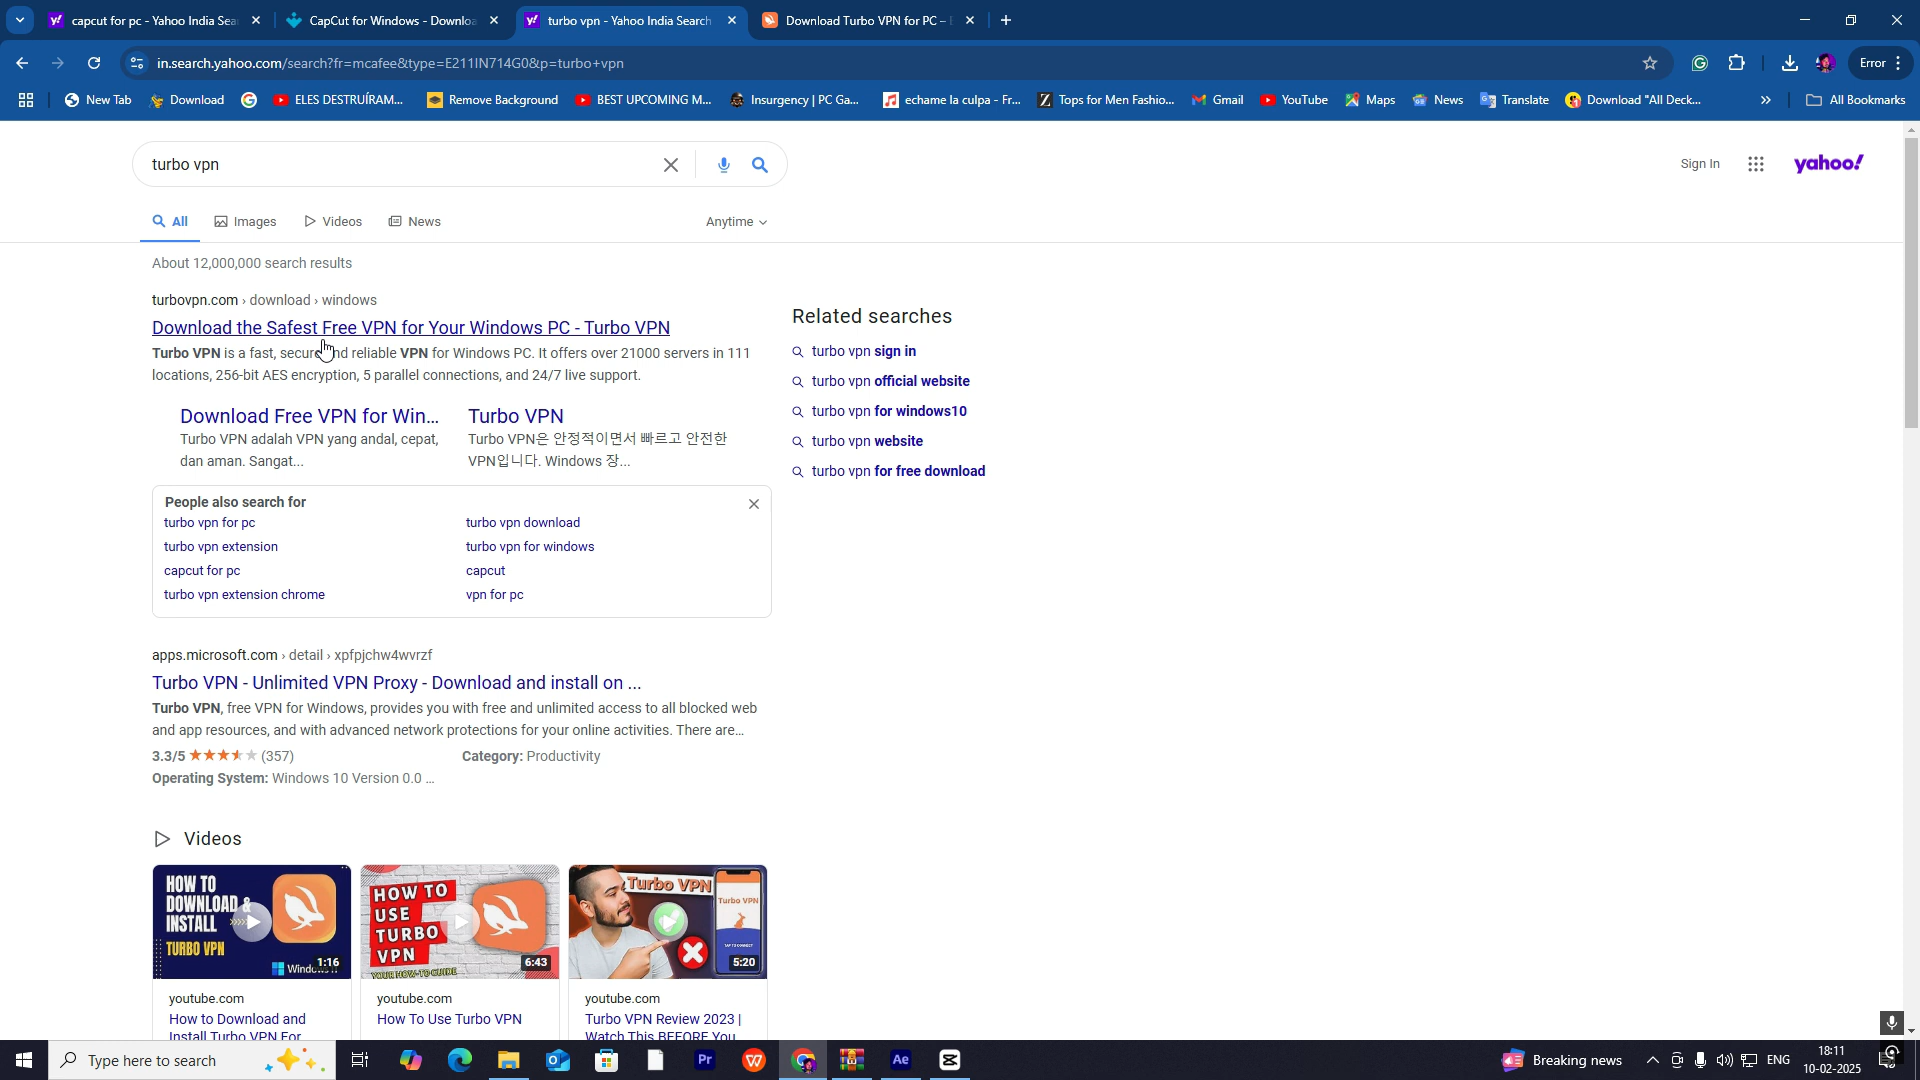 capcut for pc - Yahoo India Sea
CapCut for Windows - Downloa
turbo vpn - Yahoo India Search
Download Turbo VPN for PC –
in.search.yahoo.com/search?fr=mcafee&type=E211IN714G0&p=turbo+vpn
Error
New Tab
Download
ELES DESTRUÍRAM...
Remove Background
BEST UPCOMING M...
Insurgency | PC Ga...
echame la culpa - Fr...
Tops for Men Fashio...
Gmail
YouTube
Maps
News
Translate
Download "All Deck...
All Bookmarks
turbo vpn
Sign In
yahoo!
All
Images
Videos
News
Anytime
About 12,000,000 search results
turbovpn.com › download › windows
Download the Safest Free VPN for Your Windows PC - Turbo VPN
Turbo VPN is a fast, secure and reliable VPN for Windows PC. It offers over 21000 servers in 111
locations, 256-bit AES encryption, 5 parallel connections, and 24/7 live support.
Download Free VPN for Win...
Turbo VPN adalah VPN yang andal, cepat,
dan aman. Sangat...
Turbo VPN
Turbo VPN은 안정적이면서 빠르고 안전한
VPN입니다. Windows 장...
People also search for
turbo vpn for pc
turbo vpn download
turbo vpn extension
turbo vpn for windows
capcut for pc
capcut
turbo vpn extension chrome
vpn for pc
Related searches
turbo vpn sign in
turbo vpn official website
turbo vpn for windows10
turbo vpn website
turbo vpn for free download
apps.microsoft.com › detail › xpfpjchw4wvrzf
Turbo VPN - Unlimited VPN Proxy - Download and install on ...
Turbo VPN, free VPN for Windows, provides you with free and unlimited access to all blocked web
and app resources, and with advanced network protections for your online activities. There are...
3.3/5 (357)
Category: Productivity
Operating System: Windows 10 Version 0.0 ...
Videos
HOW TO
DOWNLOAD &
INSTALL
TURBO VPN
1:16
HOW TO
USE
TURBO
VPN
YOUR HOW-TO GUIDE
6:43
Turbo VPN
Turbo VPN
5:20
youtube.com
How to Download and
Install Turbo VPN For
youtube.com
How To Use Turbo VPN
youtube.com
Turbo VPN Review 2023 |
Watch This BEFORE You
Type here to search
Pr
Ae
Breaking news
ENG
18:11
10-02-2025